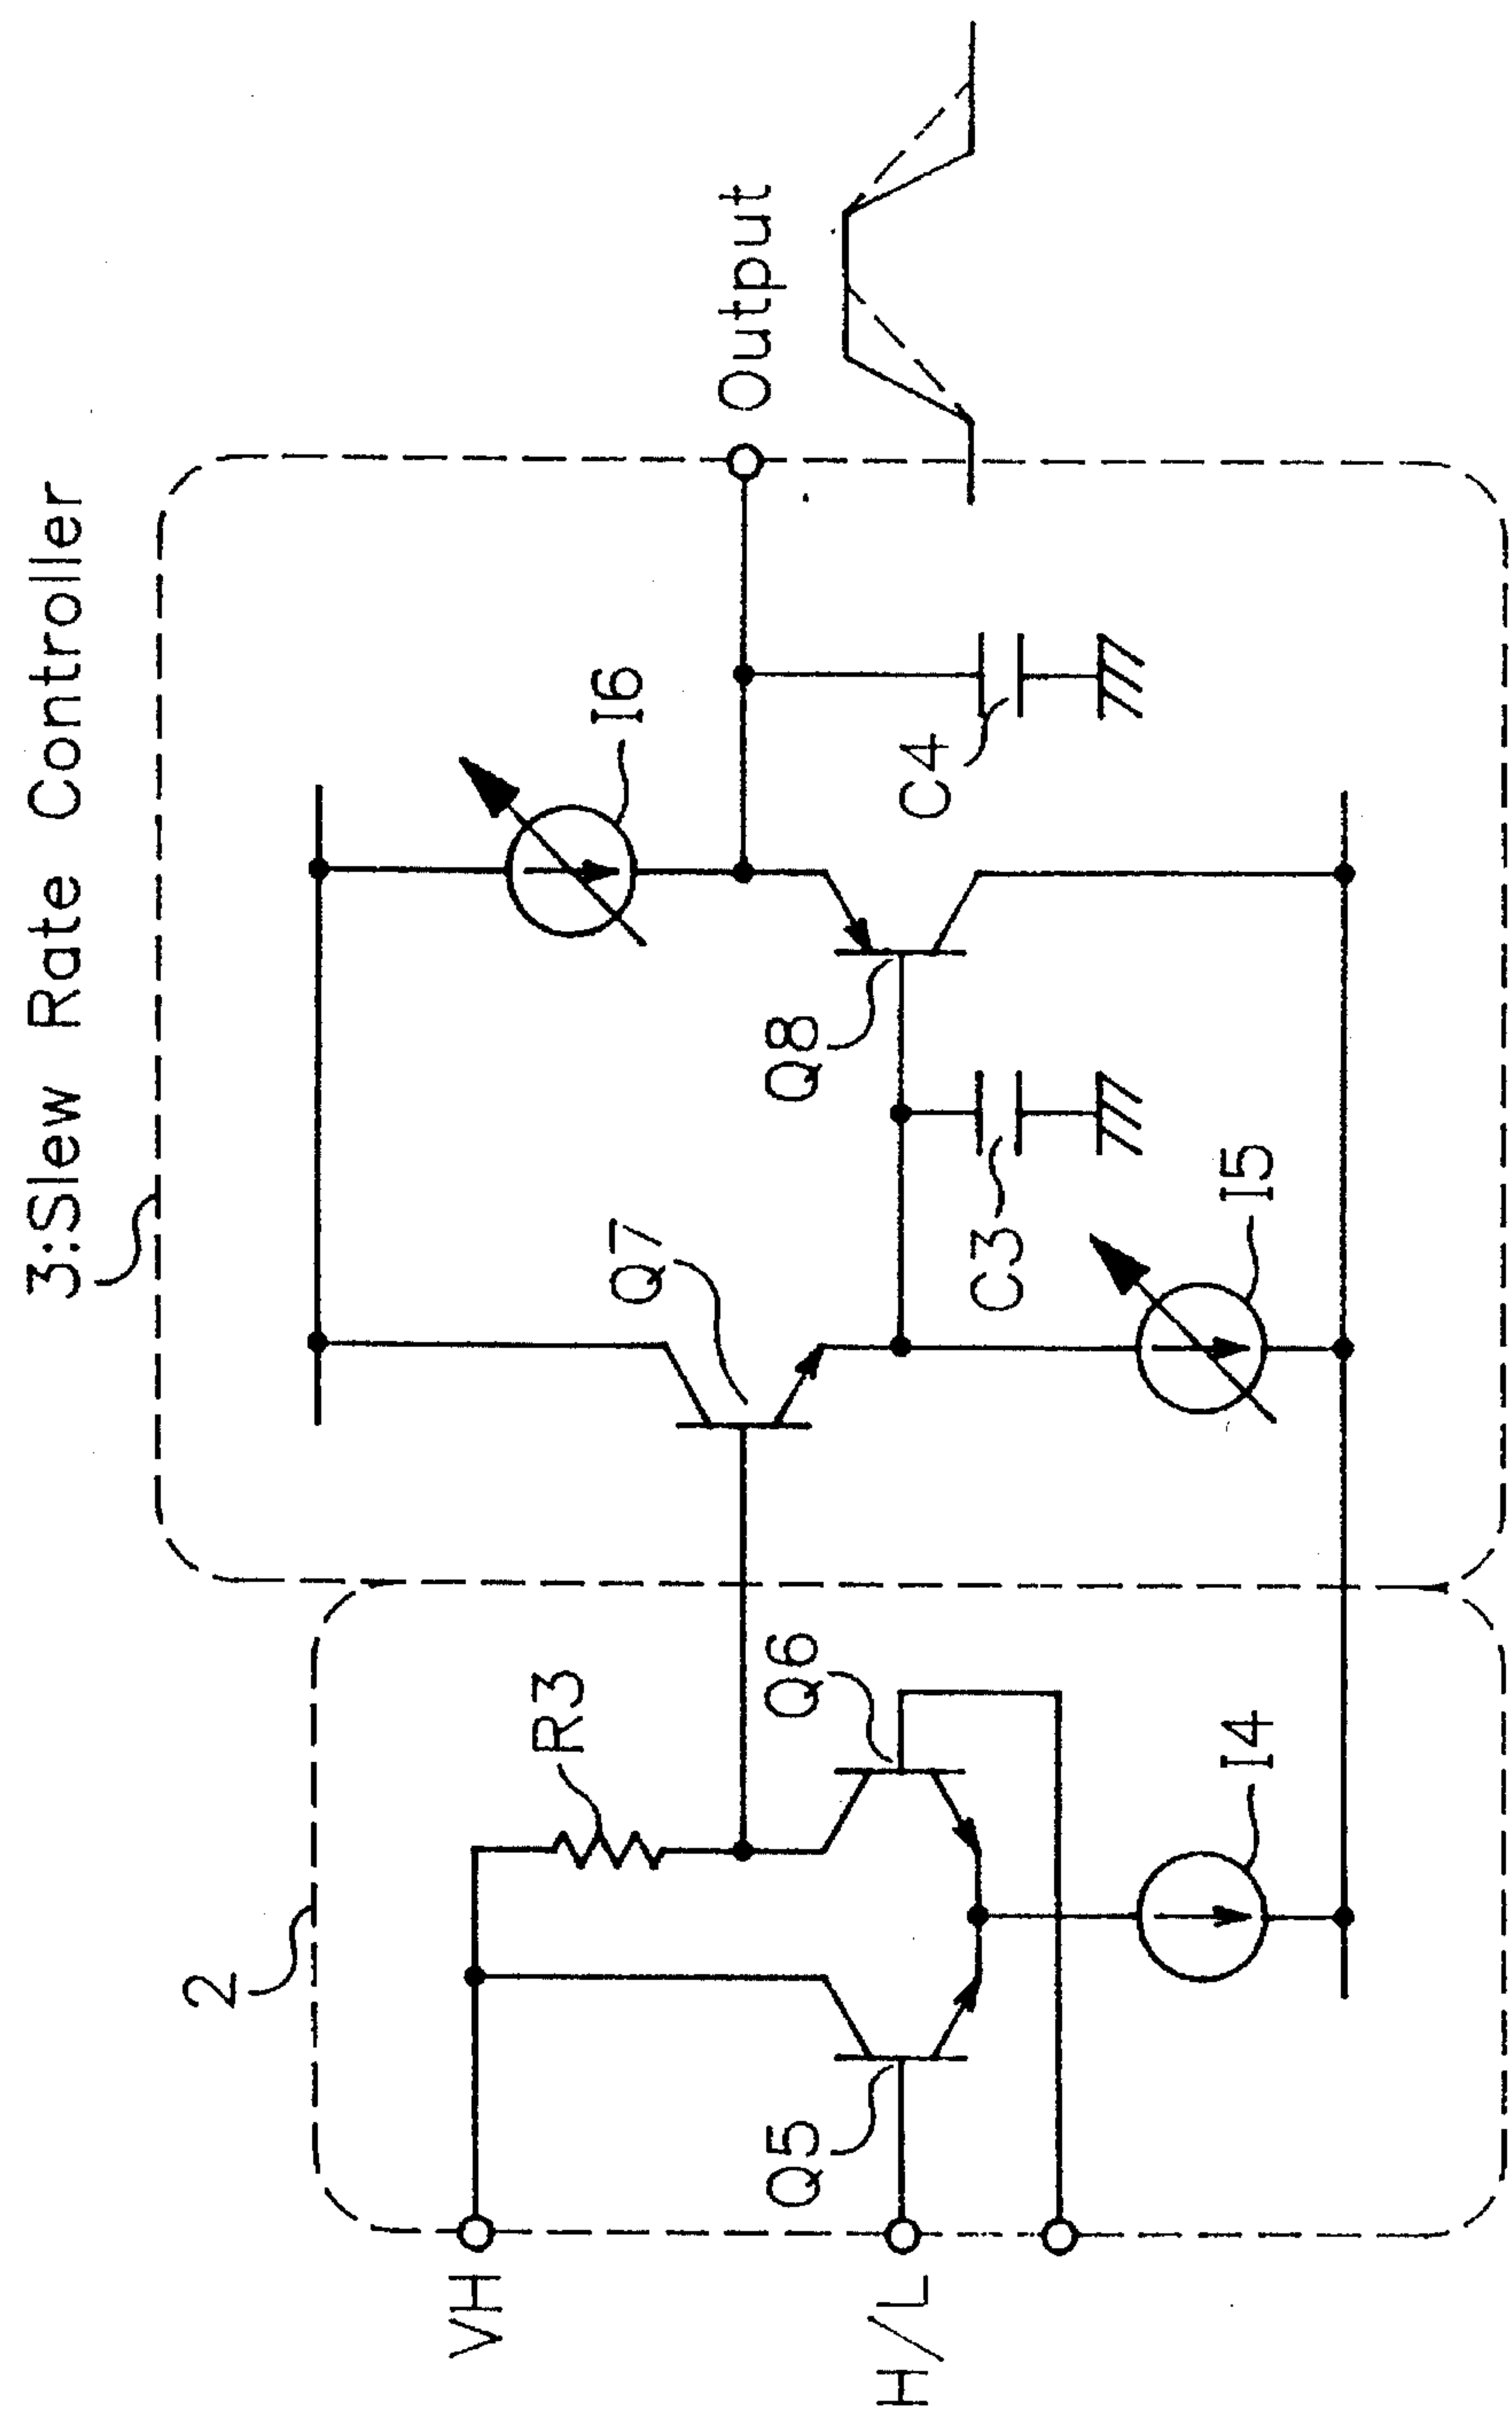 3:Slew Rate Controller
2
VH
H/L
R3
Q5
Q6
I4
Q7
Q8
C3
I5
I6
C4
Output